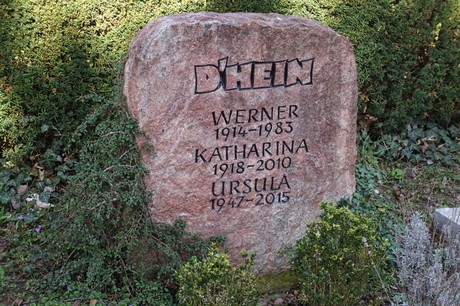 D'HEIN
WERNER
1914-1983
KATHARINA
1918-2010
URSULA
1947-2015